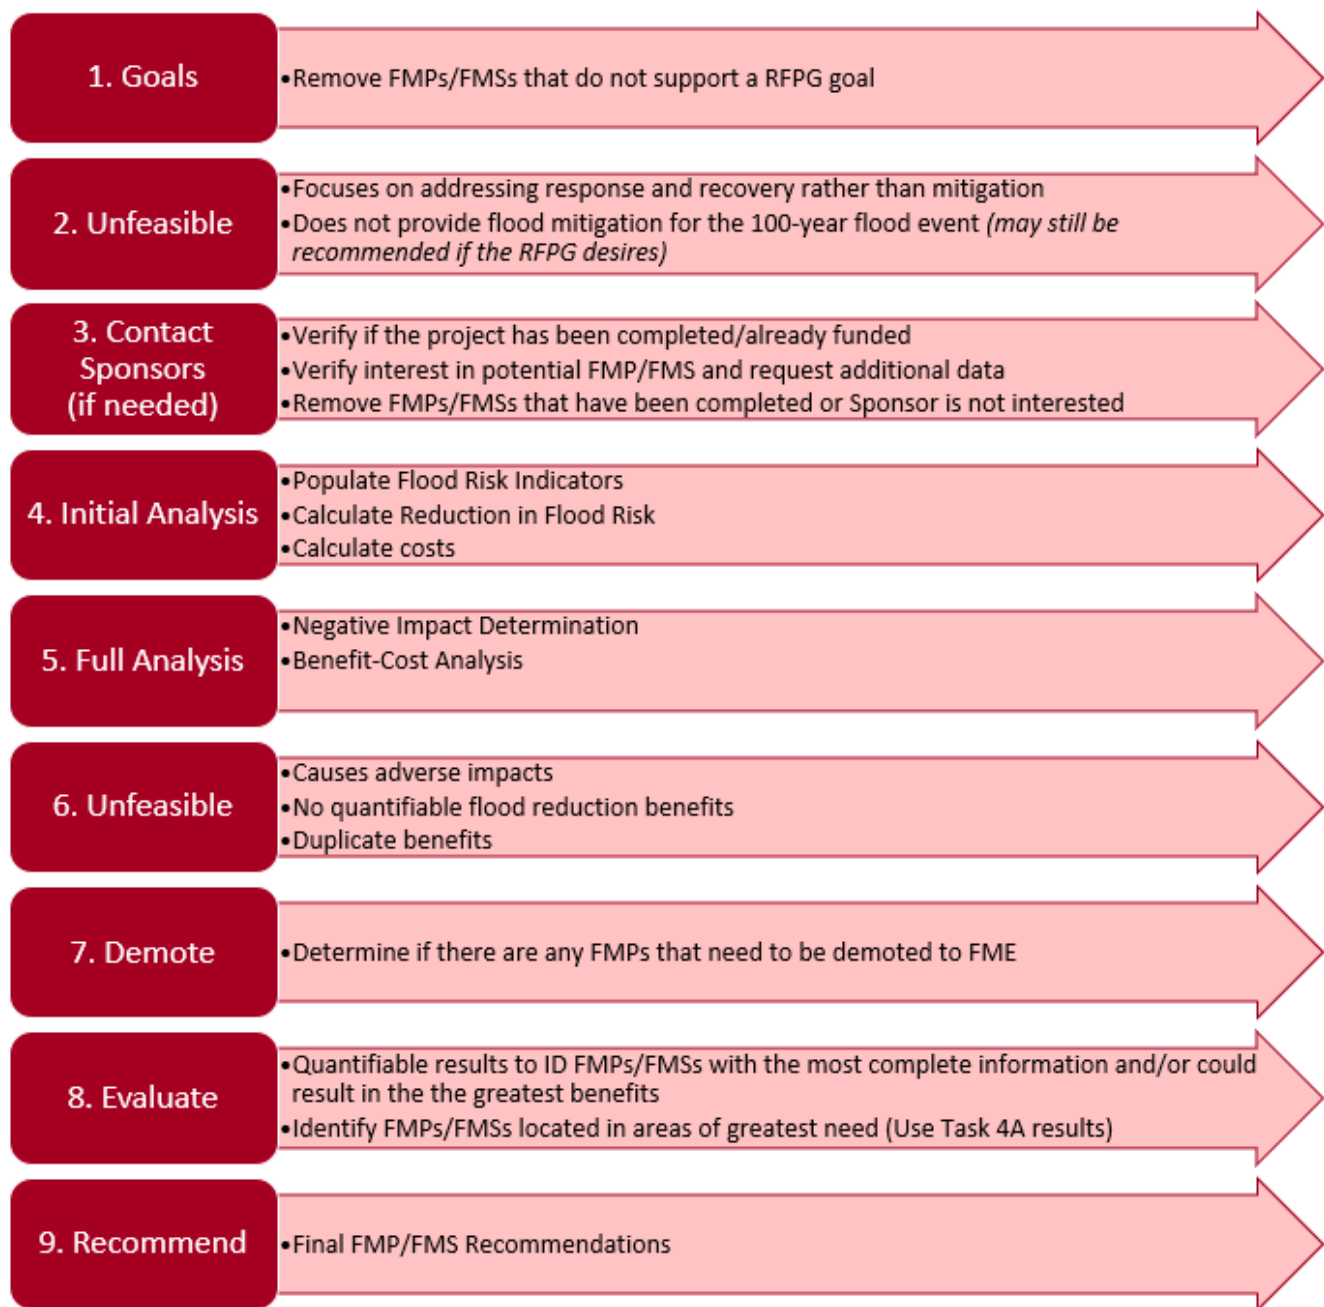 1. Goals
•Remove FMPs/FMSs that do not support a RFPG goal
2. Unfeasible
•Focuses on addressing response and recovery rather than mitigation
•Does not provide flood mitigation for the 100-year flood event (may still be
recommended if the RFPG desires)
3. Contact
Sponsors
(if needed)
•Verify if the project has been completed/already funded
•Verify interest in potential FMP/FMS and request additional data
•Remove FMPs/FMSs that have been completed or Sponsor is not interested
4. Initial Analysis
•Populate Flood Risk Indicators
•Calculate Reduction in Flood Risk
•Calculate costs
5. Full Analysis
•Negative Impact Determination
•Benefit-Cost Analysis
6. Unfeasible
•Causes adverse impacts
•No quantifiable flood reduction benefits
•Duplicate benefits
7. Demote
•Determine if there are any FMPs that need to be demoted to FME
8. Evaluate
•Quantifiable results to ID FMPs/FMSs with the most complete information and/or could
result in the the greatest benefits
•Identify FMPs/FMSs located in areas of greatest need (Use Task 4A results)
9. Recommend
•Final FMP/FMS Recommendations